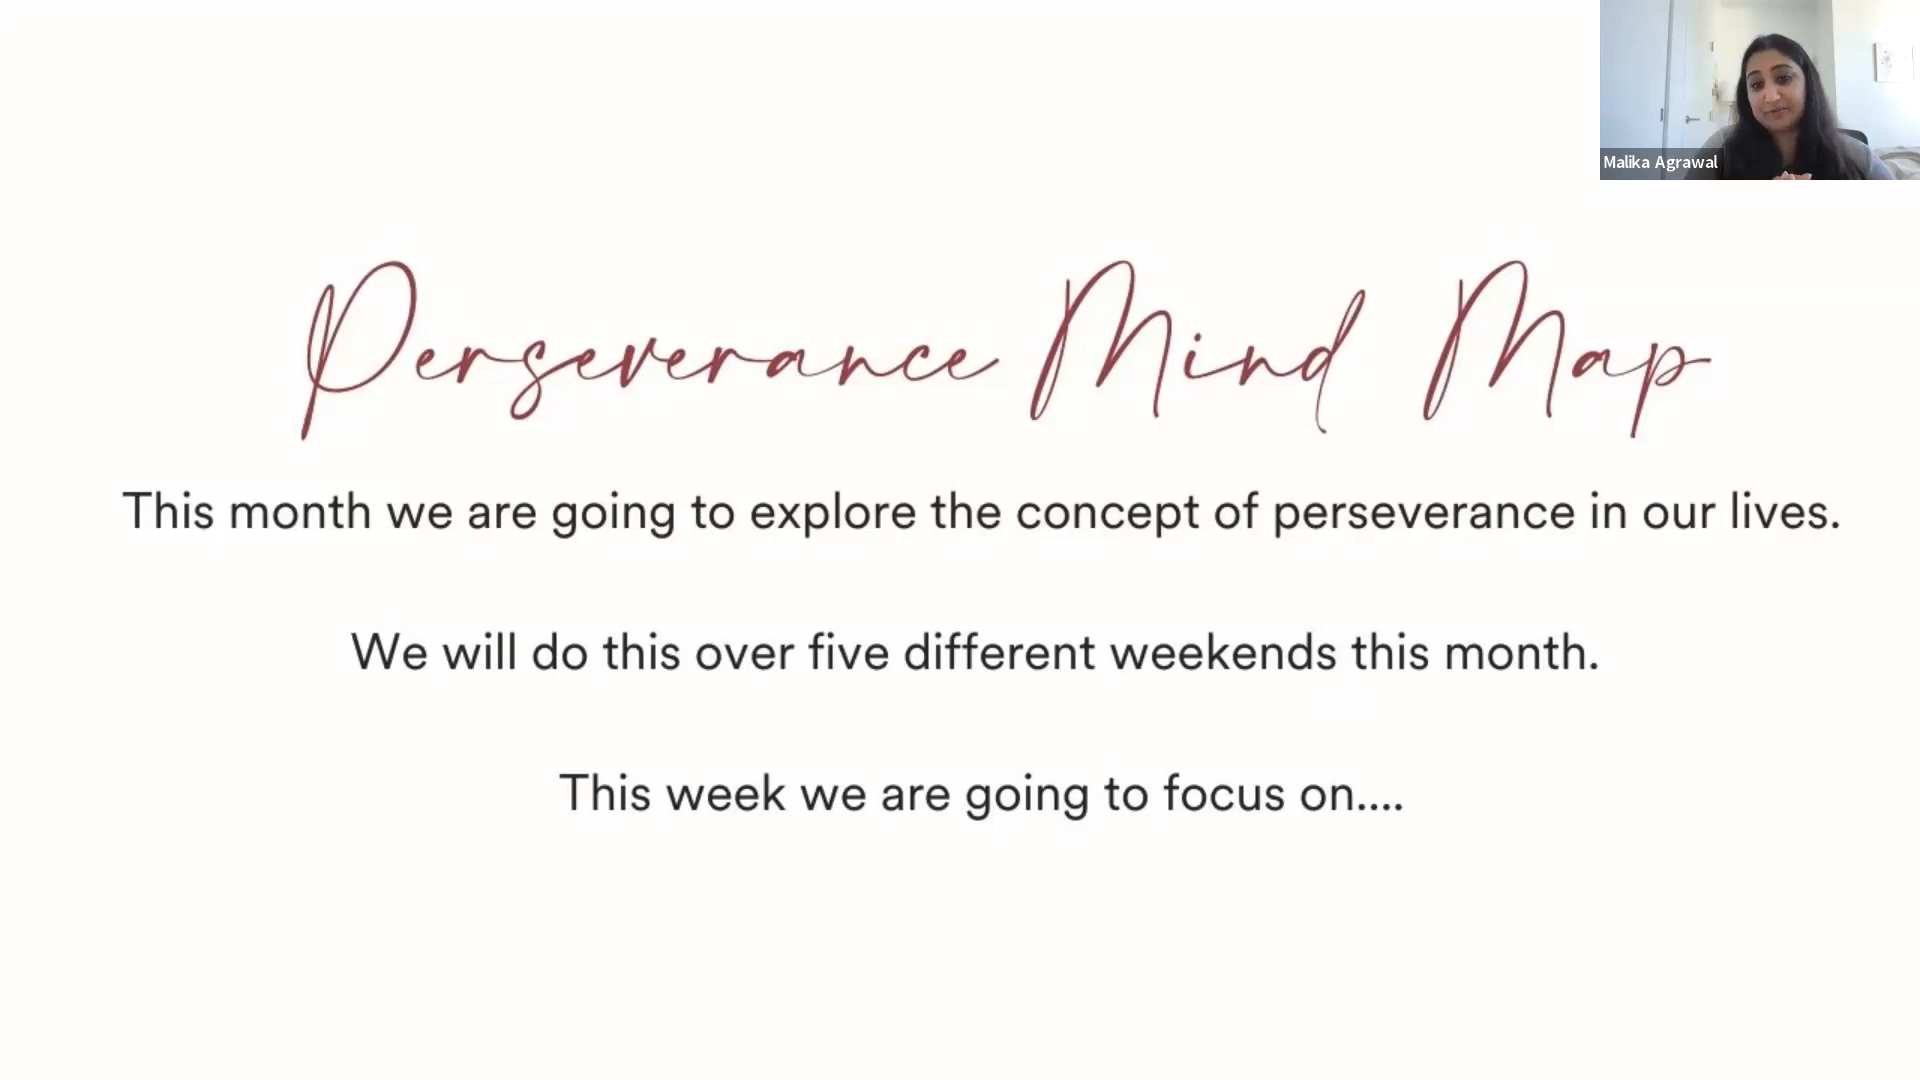 Malika Agrawal
Perseverance Mind Map
This month we are going to explore the concept of perseverance in our lives.
We will do this over five different weekends this month.
This week we are going to focus on....